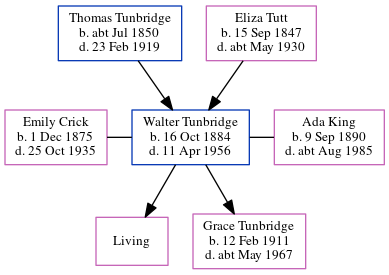 Thomas Tunbridge
b. abt Jul 1850
d. 23 Feb 1919
Eliza Tutt
b. 15 Sep 1847
d. abt May 1930
Emily Crick
b. 1 Dec 1875
d. 25 Oct 1935
Walter Tunbridge
b. 16 Oct 1884
d. 11 Apr 1956
Ada King
b. 9 Sep 1890
d. abt Aug 1985
Living
Grace Tunbridge
b. 12 Feb 1911
d. abt May 1967